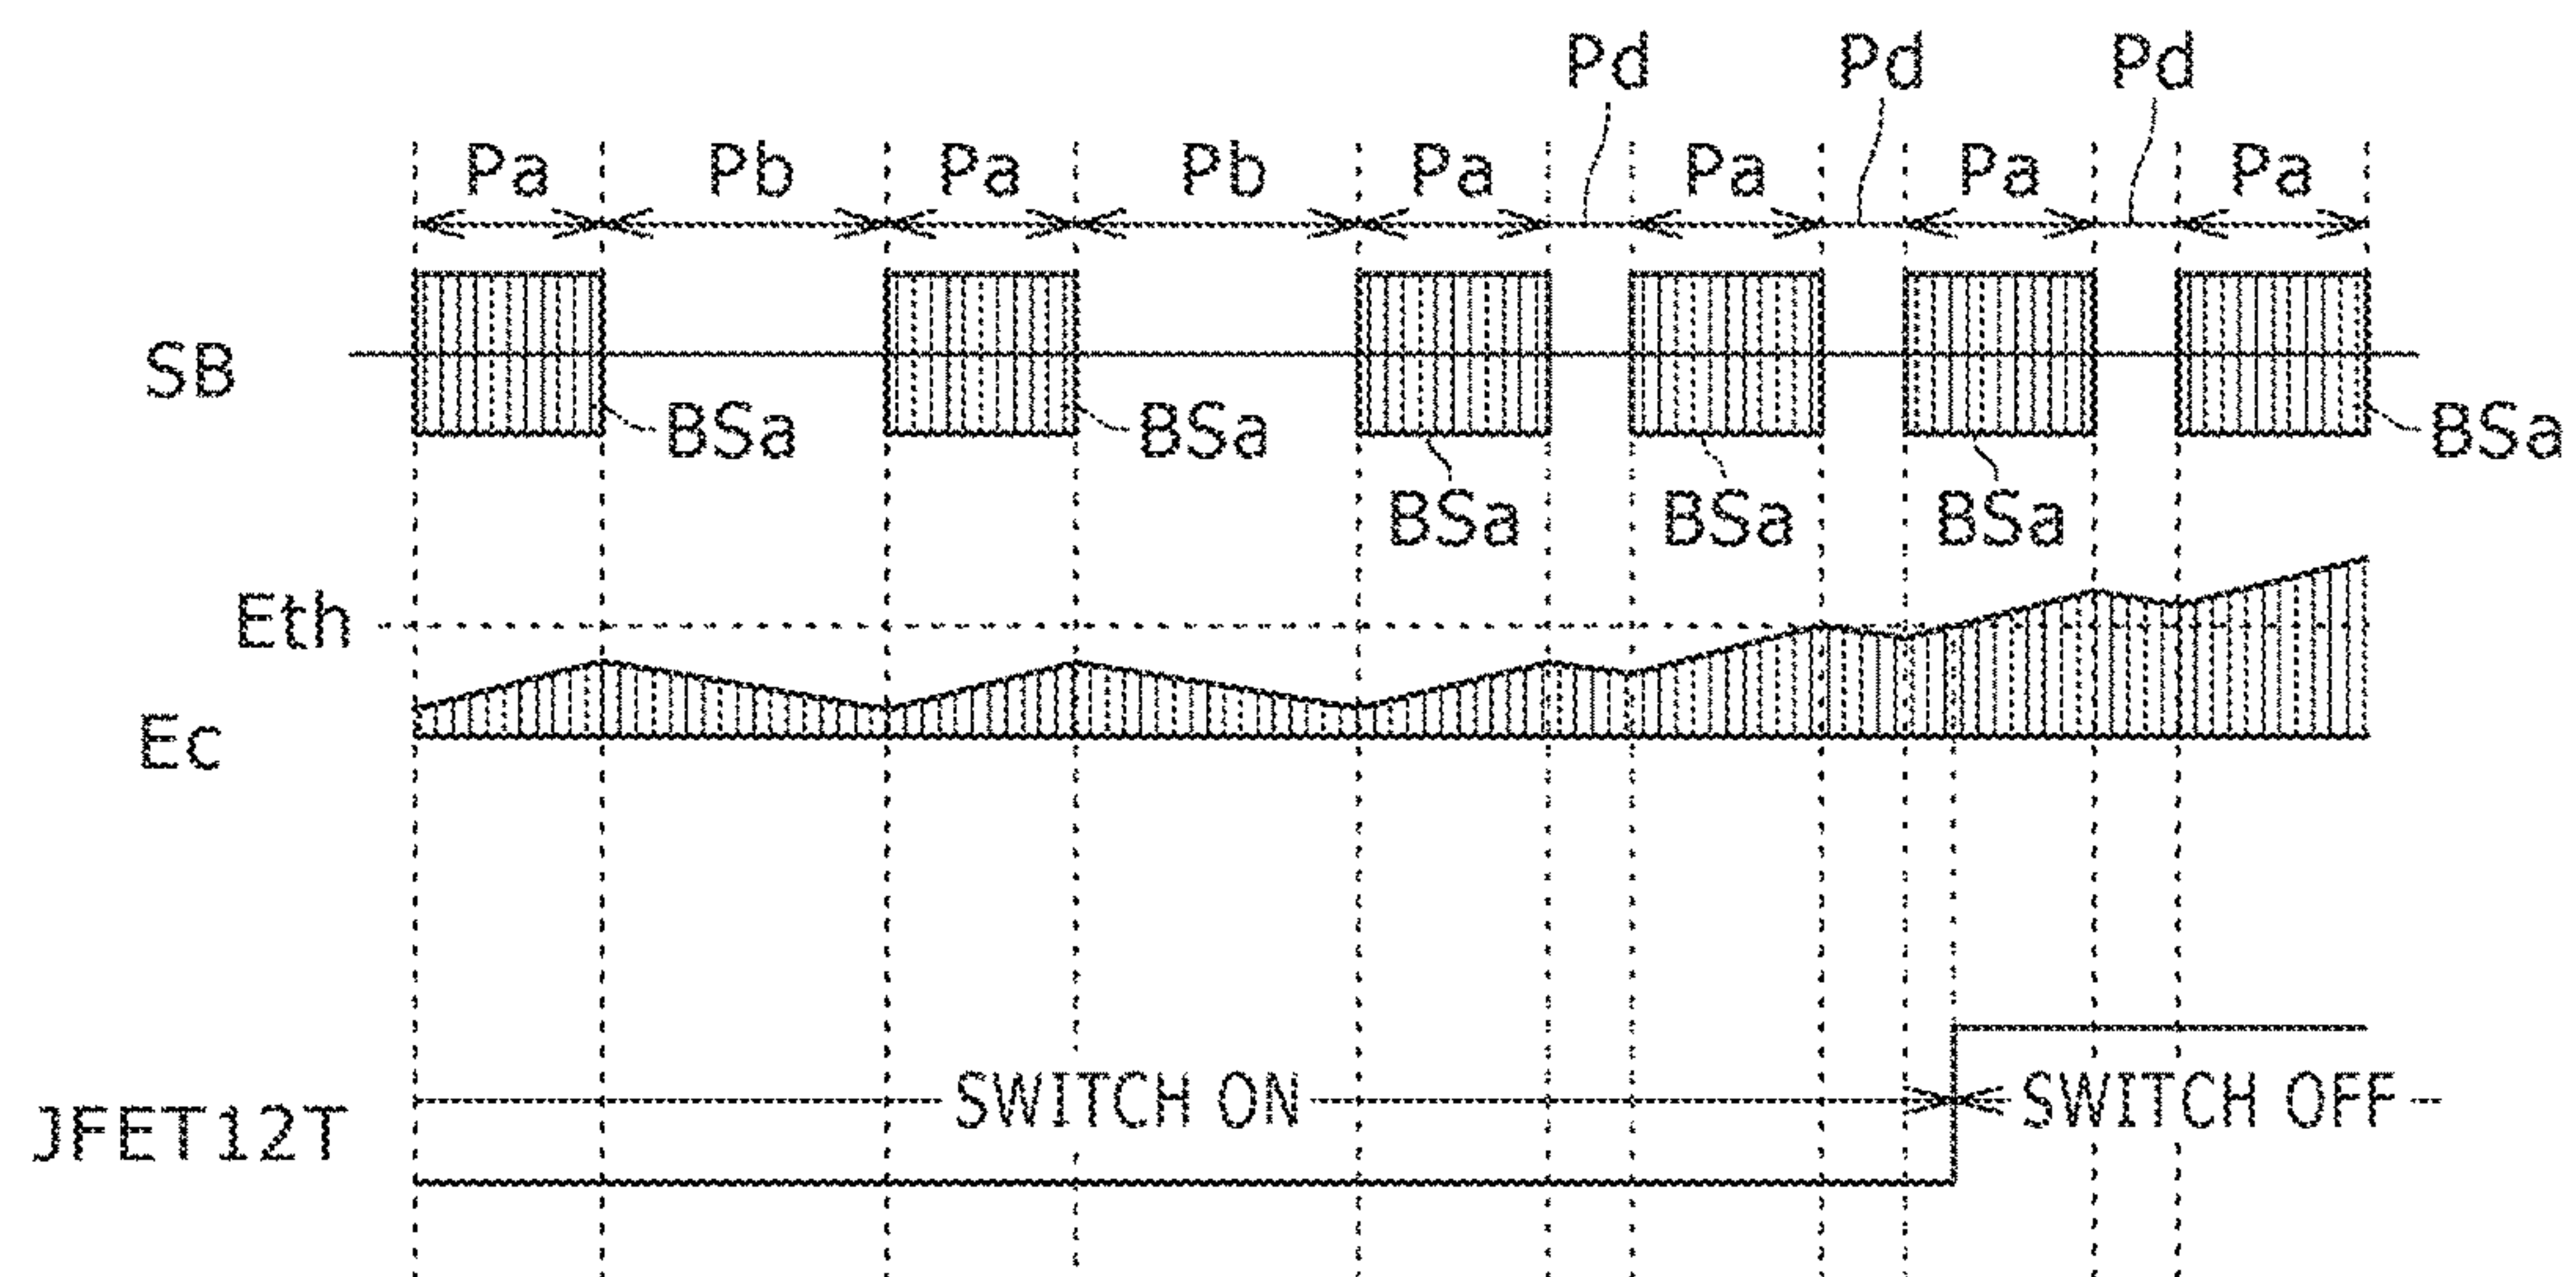 Pd Pd Pd
Pa Pb Pa Pb Pa Pa Pa Pa
SB
BSa BSa BSa
BSa BSa BSa
Eth
Ec
SWITCH ON SWITCH OFF
JFET12T